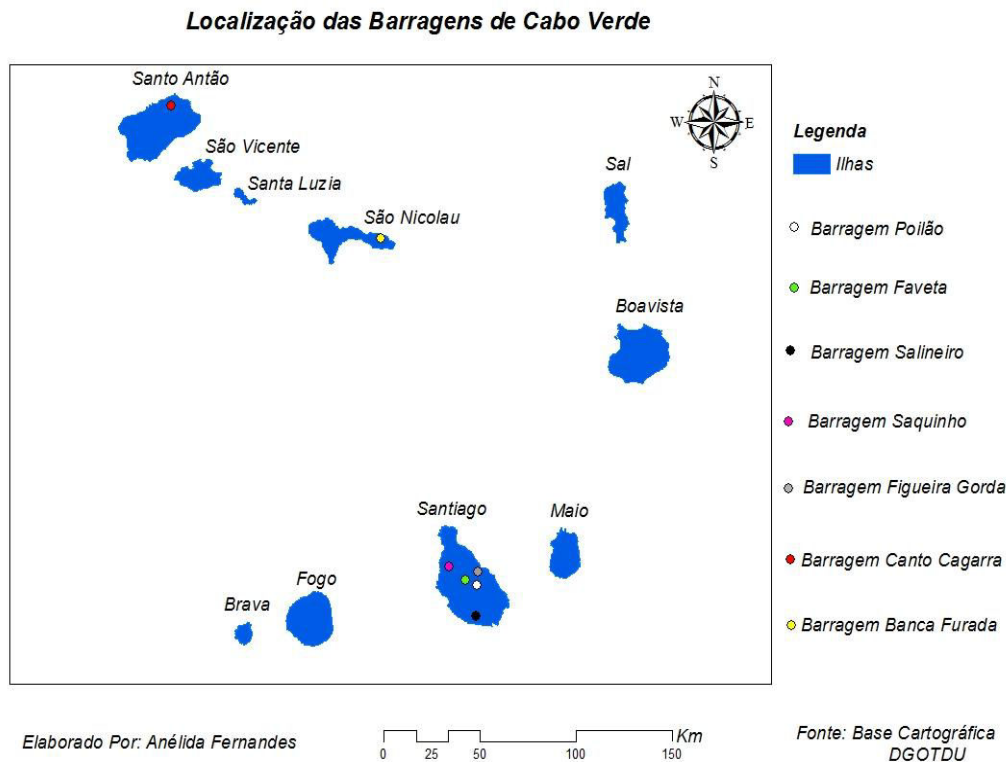 Localização das Barragens de Cabo Verde
Santo Antão
São Vicente
Santa Luzia
São Nicolau
Sal
Boavista
Santiago
Maio
Fogo
Brava
N
W
E
S
Legenda
Ilhas
Barragem Poilão
Barragem Faveta
Barragem Salineiro
Barragem Saquinho
Barragem Figueira Gorda
Barragem Canto Cagarra
Barragem Banca Furada
Elaborado Por: Anélida Fernandes
Km
0 25 50 100 150
Fonte: Base Cartográfica
DGOTDU